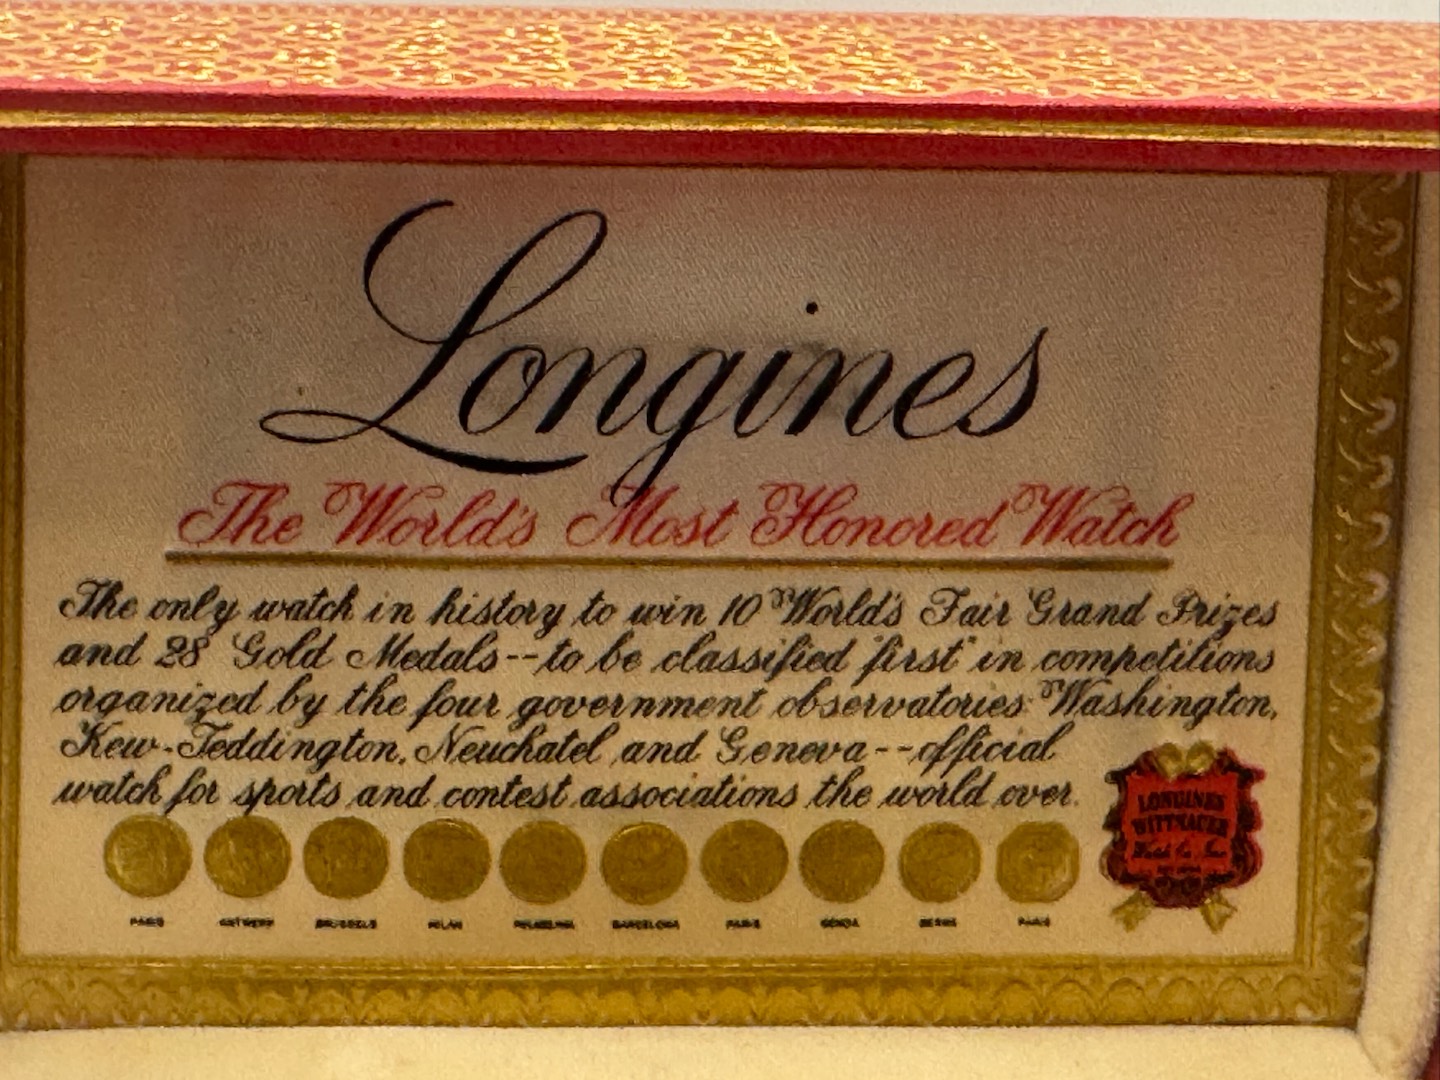 Longines
The World's Most Honored Watch
The only watch in history to win 10 World's Fair Grand Prizes
and 28 Gold Medals--to be classified "first" in competitions
organized by the four government observatories: Washington,
Kew-Teddington, Neuchatel and Geneva--official
watch for sports and contest associations the world over.
LONGINES
WITTNAUER
Watch Co. Inc.
PARIS ANTWERP BRUSSELS MILAN PHILADELPHIA BARCELONA PARIS GENOA BERNE PARIS